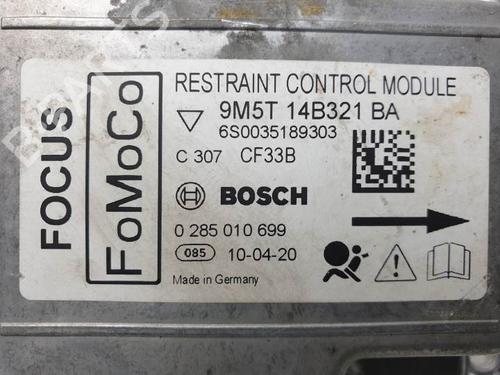 FOCUS
FoMoCo
RESTRAINT CONTROL MODULE
9M5T 14B321 BA
6S0035189303
C 307 CF33B
BOSCH
0 285 010 699
085 10-04-20
Made in Germany
B-PARTS